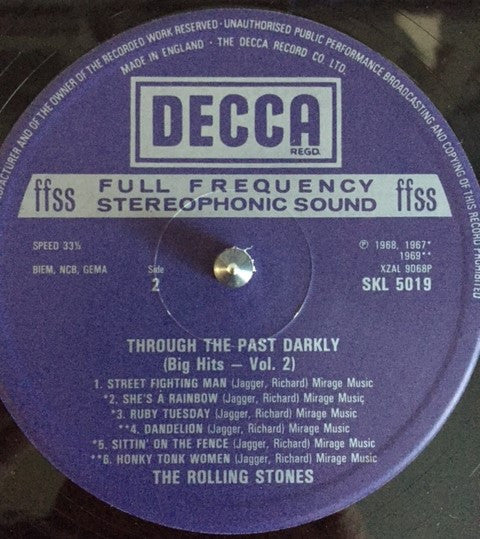 FACTURER AND OF THE OWNER OF THE RECORDED WORK RESERVED · UNAUTHORISED PUBLIC PERFORMANCE BROADCASTING AND COPYING OF THIS RECORD PROHIBITED
MADE IN ENGLAND · THE DECCA RECORD CO. LTD.
DECCA
REGD.
ffss FULL FREQUENCY ffss
STEREOPHONIC SOUND
SPEED 33⅓
BIEM, NCB, GEMA
Side
2
℗ 1968, 1967*
1969**
XZAL 9068P
SKL 5019
THROUGH THE PAST DARKLY
(Big Hits – Vol. 2)
1. STREET FIGHTING MAN (Jagger, Richard) Mirage Music
*2. SHE'S A RAINBOW (Jagger, Richard) Mirage Music
*3. RUBY TUESDAY (Jagger, Richard) Mirage Music
**4. DANDELION (Jagger, Richard) Mirage Music
*5. SITTIN' ON THE FENCE (Jagger, Richard) Mirage Music
**6. HONKY TONK WOMEN (Jagger, Richard) Mirage Music
THE ROLLING STONES